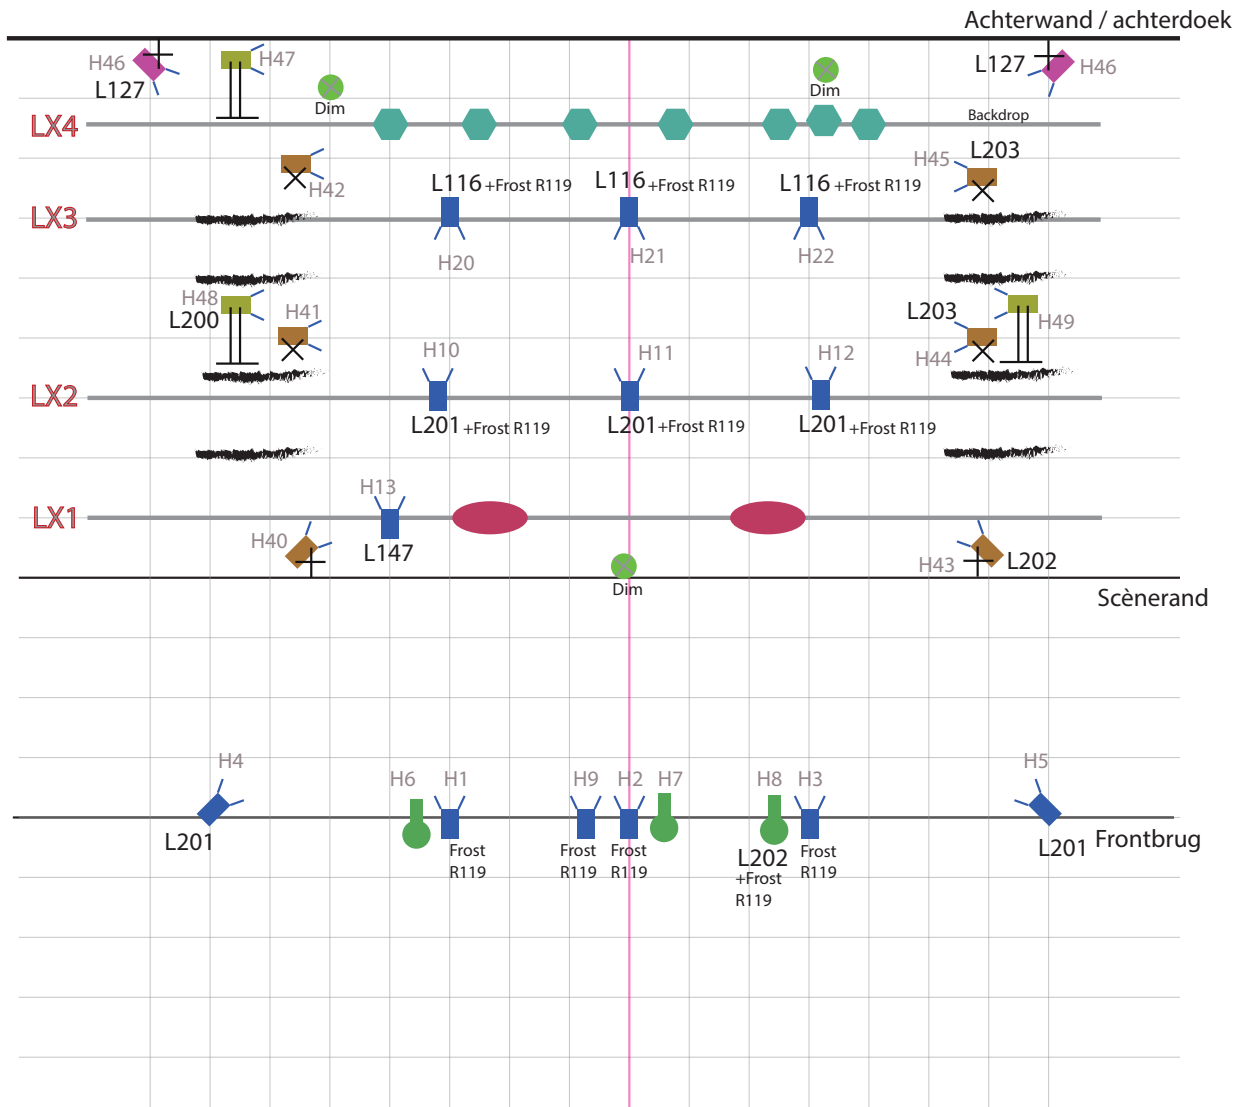 Achterwand / achterdoek
H46
L127
H47
Dim
Dim
L127
H46
LX4
Backdrop
H42
L116 +Frost R119
L116 +Frost R119
L116 +Frost R119
H45
L203
LX3
H20
H21
H22
H48
L200
H41
L203
H44
H49
H10
H11
H12
LX2
L201 +Frost R119
L201 +Frost R119
L201 +Frost R119
H13
LX1
H40
L147
H43
L202
Dim
Scènerand
H4
L201
H6
H1
H9
H2
H7
H8
H3
H5
Frost
R119
Frost
R119
Frost
R119
L202
+Frost
R119
Frost
R119
L201
Frontbrug